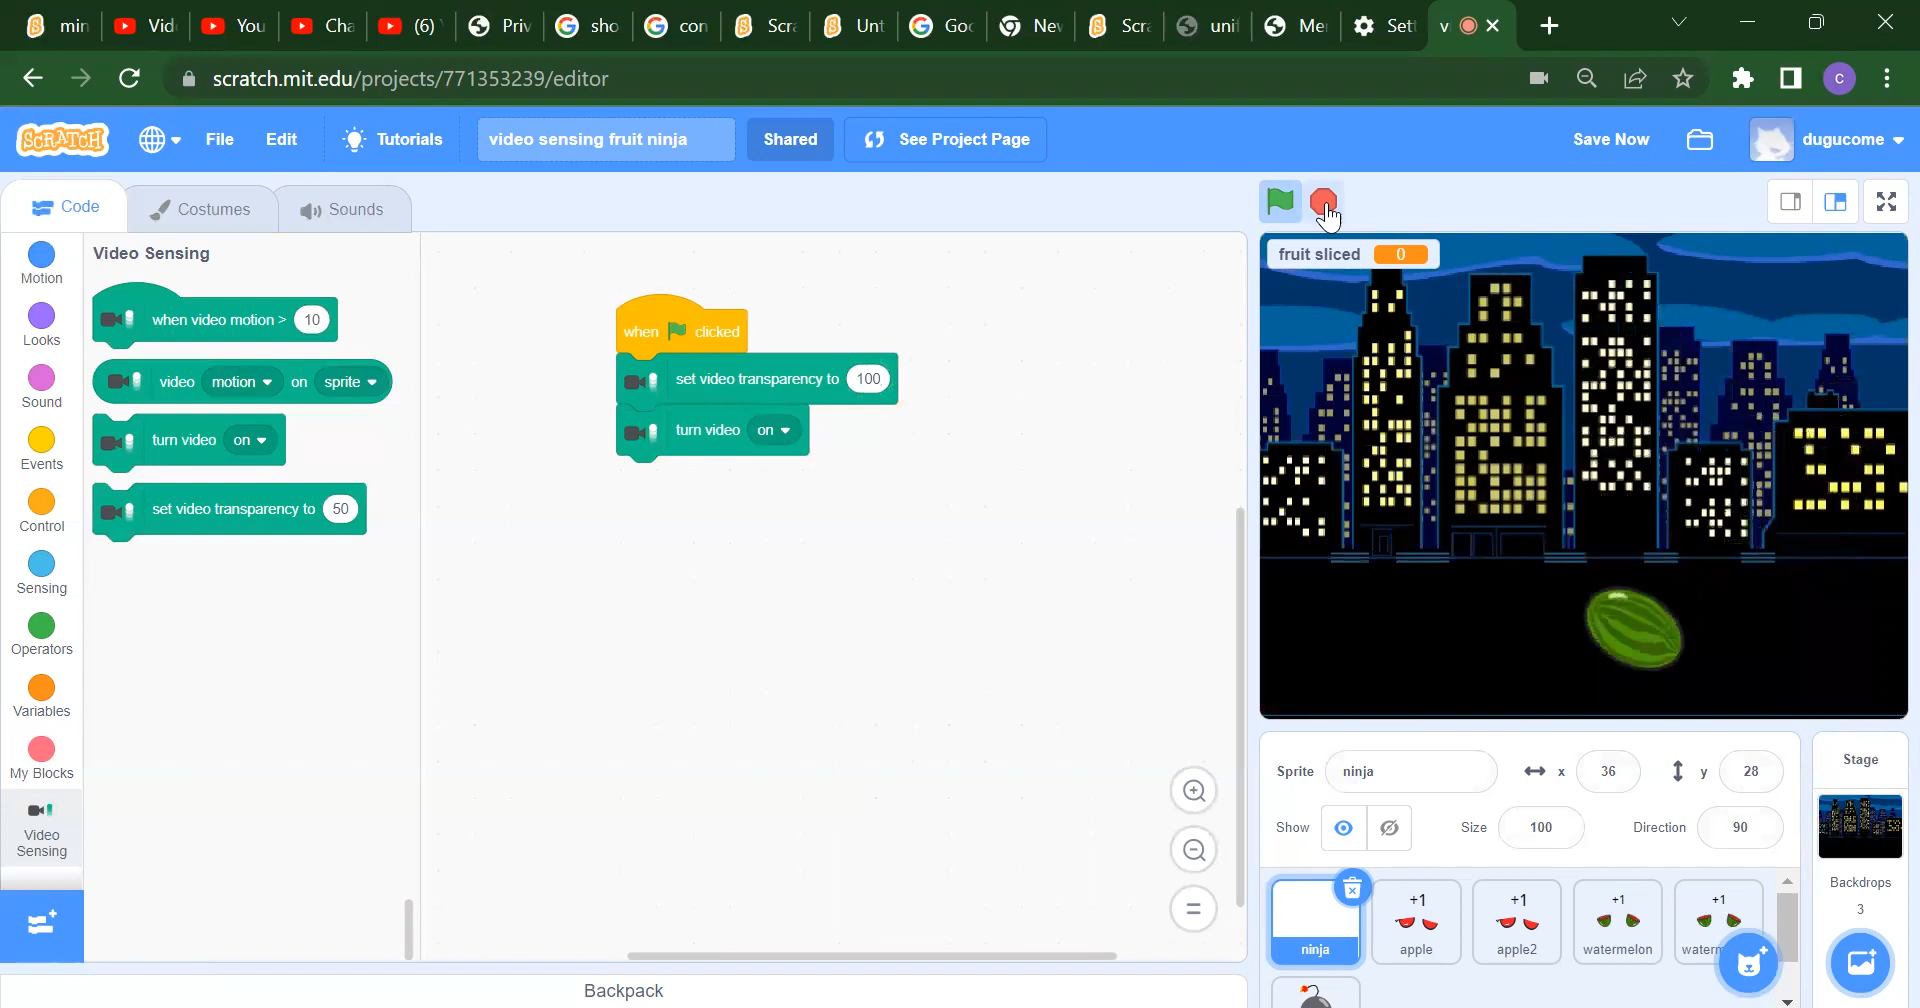 min
Vid
You
Cha
(6)
Priv
sho
con
Scra
Unt
Goo
Nev
Scra
unit
Mer
Sett
scratch.mit.edu/projects/771353239/editor
c
SCRATCH
File
Edit
Tutorials
video sensing fruit ninja
Shared
See Project Page
Save Now
dugucome
Code
Costumes
Sounds
Motion
Looks
Sound
Events
Control
Sensing
Operators
Variables
My Blocks
Video
Sensing
Video Sensing
when video motion > 10
video motion on sprite
turn video on
set video transparency to 50
when clicked
set video transparency to 100
turn video on
=
Backpack
fruit sliced 0
Sprite ninja x 36 y 28
Show Size 100 Direction 90
ninja
+1
apple
+1
apple2
+1
watermelon
+1
Stage
Backdrops
3